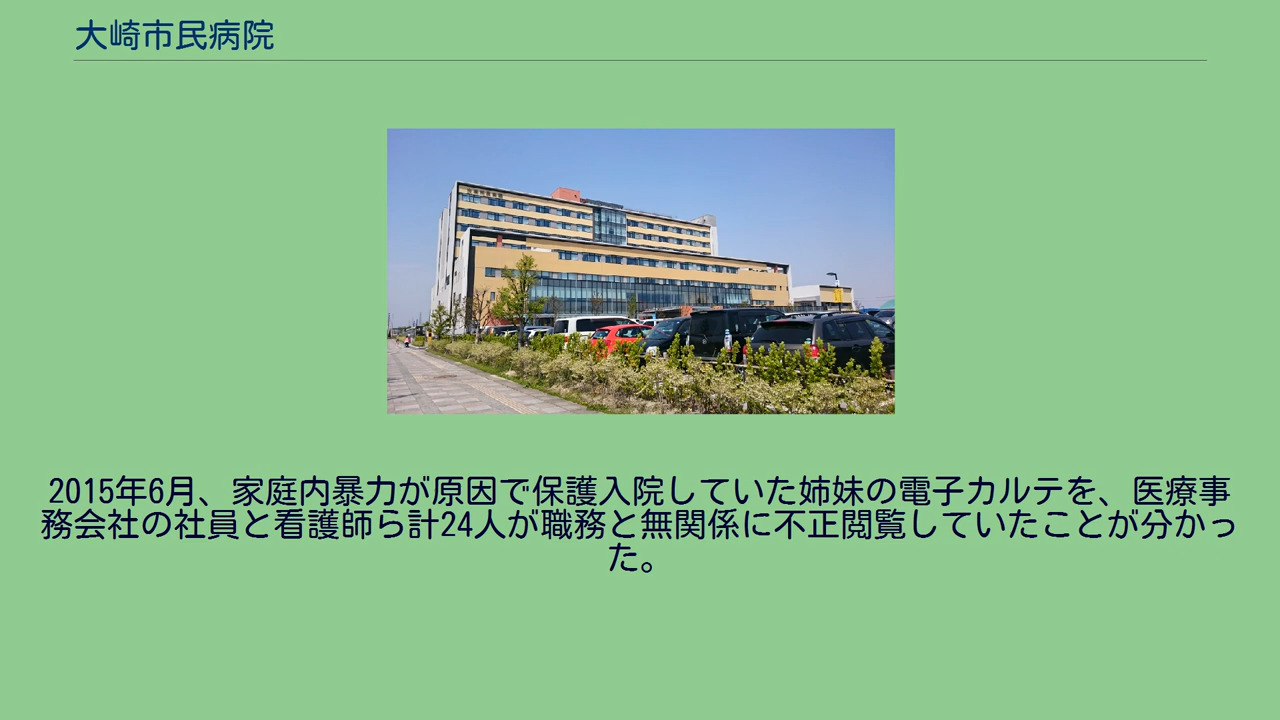 大崎市民病院
2015年6月、家庭内暴力が原因で保護入院していた姉妹の電子カルテを、医療事
務会社の社員と看護師ら計24人が職務と無関係に不正閲覧していたことが分かっ
た。